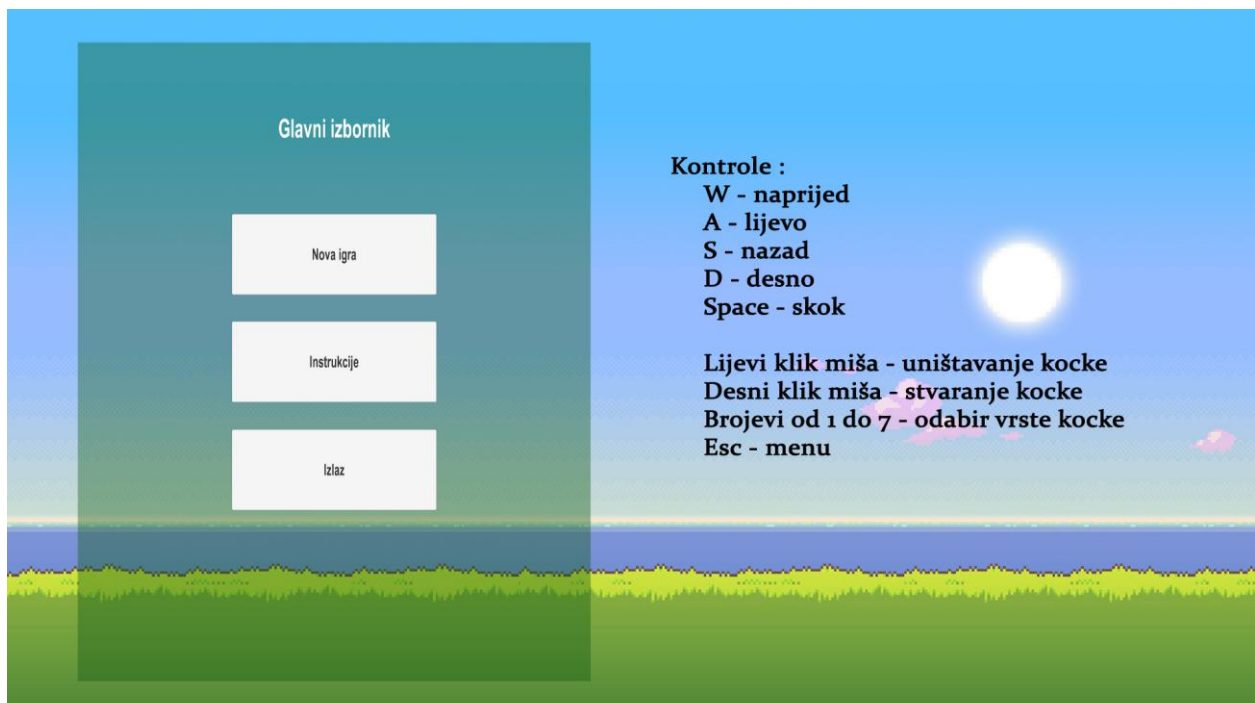 Glavni izbornik
Nova igra
Instrukcije
Izlaz
Kontrole :
W - naprijed
A - lijevo
S - nazad
D - desno
Space - skok
Lijevi klik miša - uništavanje kocke
Desni klik miša - stvaranje kocke
Brojevi od 1 do 7 - odabir vrste kocke
Esc - menu